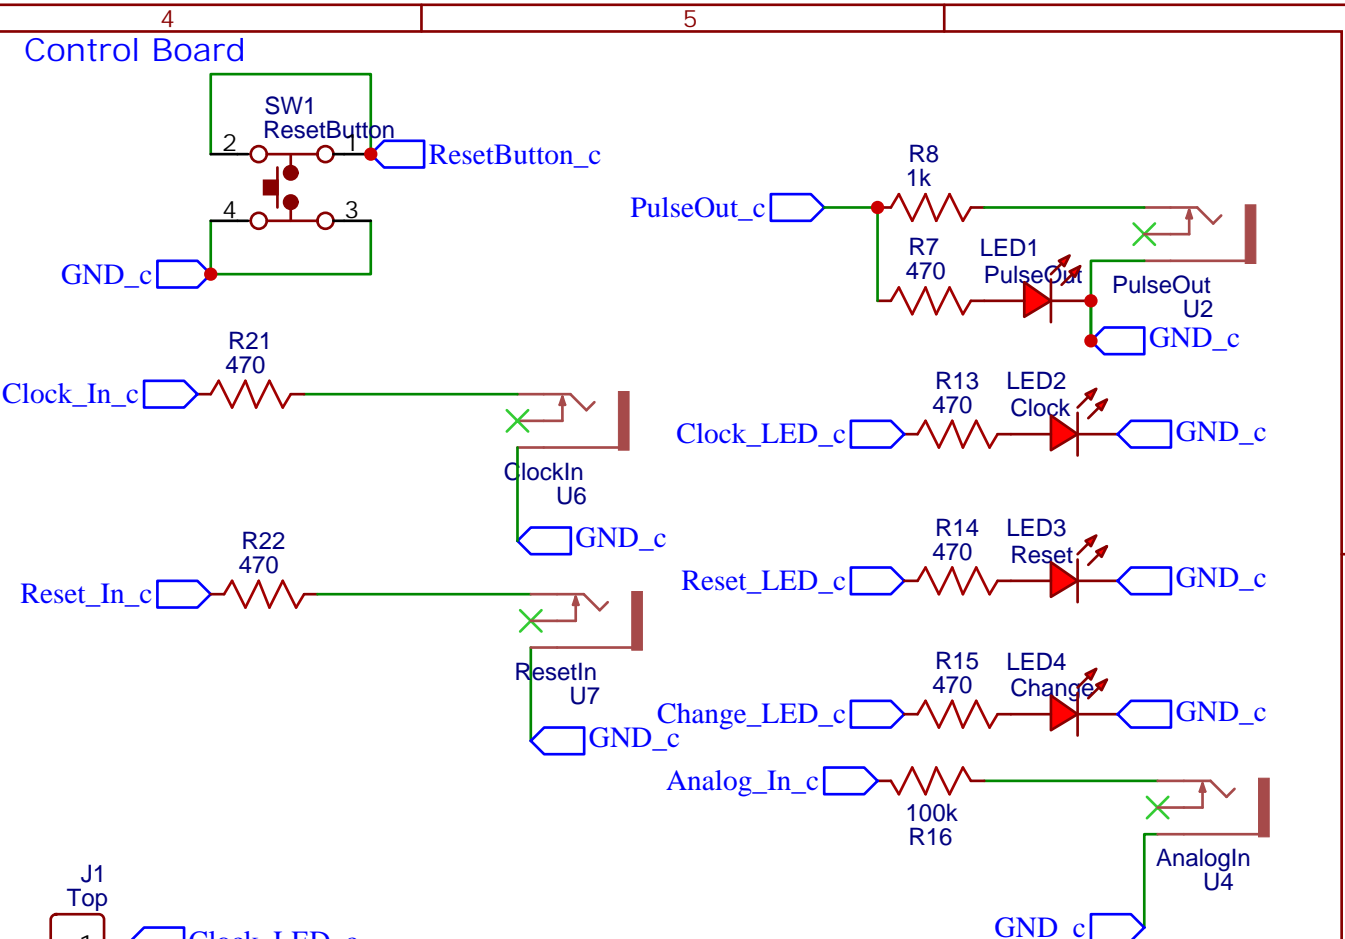 4
5
Control Board
SW1
ResetButton
2
1
ResetButton_c
4
3
GND_c
R8
1k
PulseOut_c
R7
470
LED1
PulseOut
PulseOut
U2
GND_c
R21
470
Clock_In_c
ClockIn
U6
GND_c
R13
470
LED2
Clock
Clock_LED_c
GND_c
R22
470
Reset_In_c
ResetIn
U7
GND_c
R14
470
LED3
Reset
Reset_LED_c
GND_c
R15
470
LED4
Change
Change_LED_c
GND_c
Analog_In_c
100k
R16
AnalogIn
U4
GND_c
J1
Top
1
Clock_LED_c